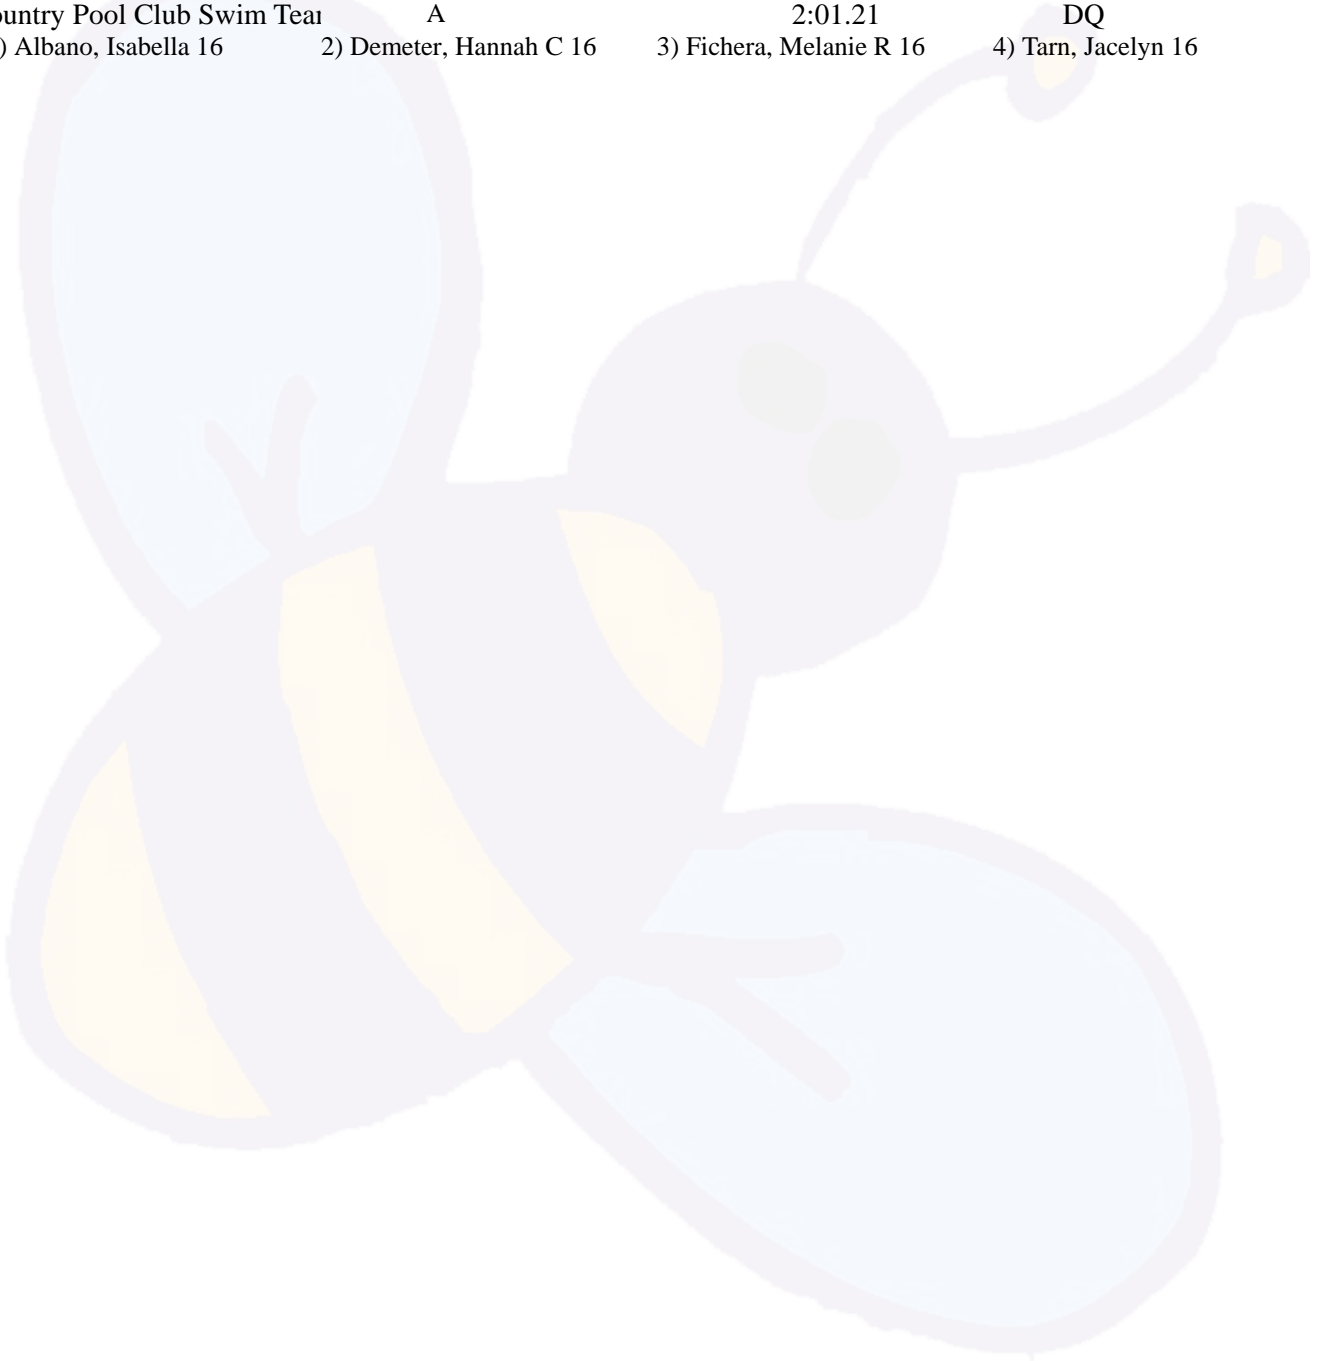 ountry Pool Club Swim Tea A 2:01.21 DQ
) Albano, Isabella 16 2) Demeter, Hannah C 16 3) Fichera, Melanie R 16 4) Tarn, Jacelyn 16